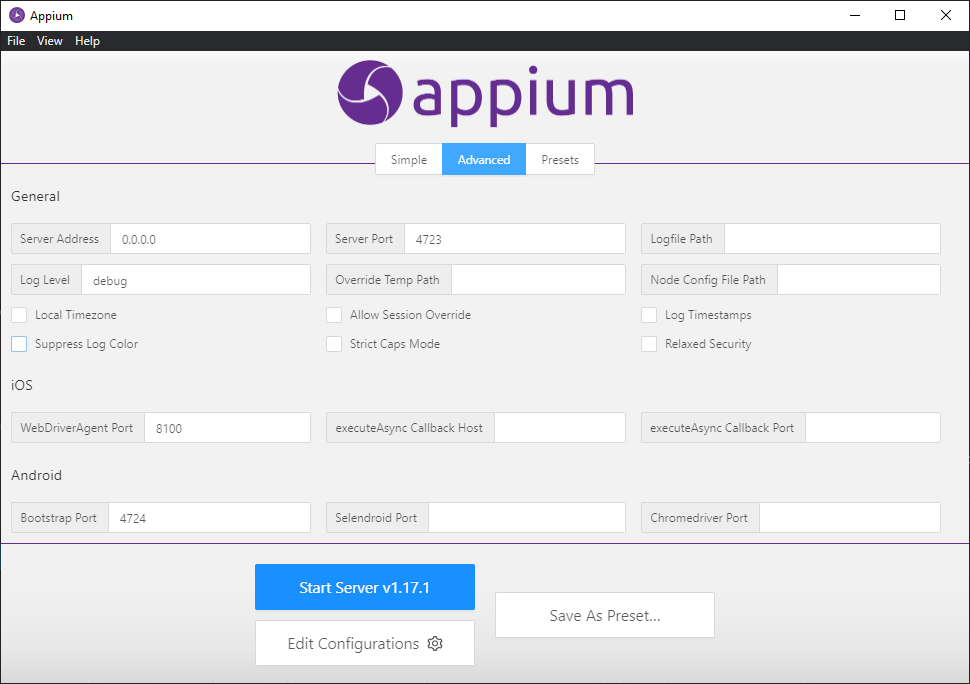 Appium
File View Help
appium
Simple Advanced Presets
General
Server Address 0.0.0.0 Server Port 4723 Logfile Path
Log Level debug Override Temp Path Node Config File Path
Local Timezone Allow Session Override Log Timestamps
Suppress Log Color Strict Caps Mode Relaxed Security
iOS
WebDriverAgent Port 8100 executeAsync Callback Host executeAsync Callback Port
Android
Bootstrap Port 4724 Selendroid Port Chromedriver Port
Start Server v1.17.1
Save As Preset...
Edit Configurations